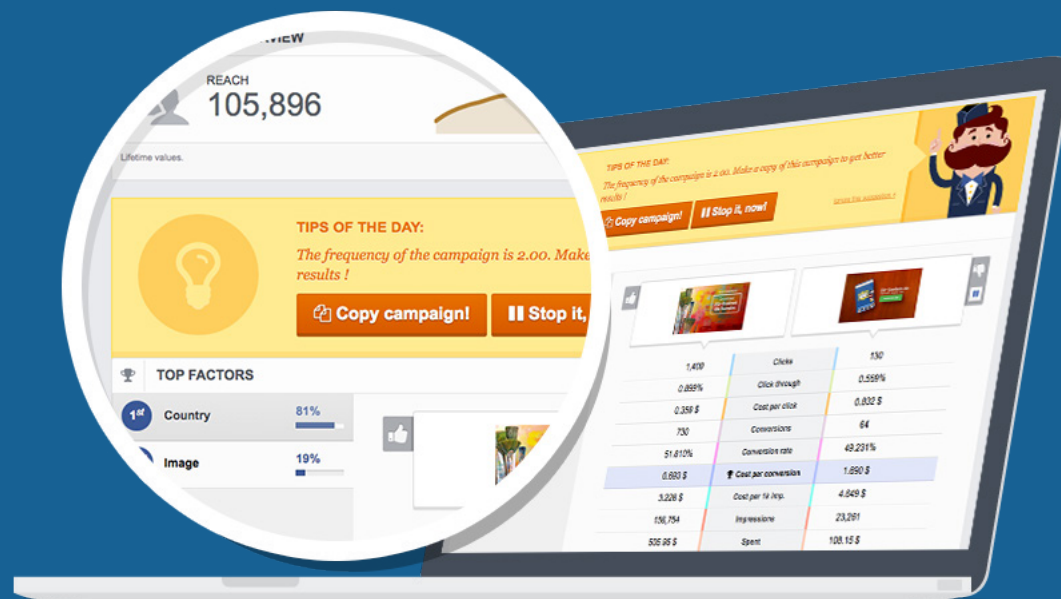 REACH
105,896
Lifetime values.
TIPS OF THE DAY:
The frequency of the campaign is 2.00. Make
results !
Copy campaign!
Stop it,
TOP FACTORS
1st Country 81%
Image 19%
TIPS OF THE DAY:
The frequency of the campaign is 2.00. Make a copy of this campaign to get better
results !
Copy campaign!
Stop it, now!
1,409 Clicks 130
0.899% Click through 0.559%
0.359 $ Cost per click 0.832 $
730 Conversions 64
51.810% Conversion rate 49.231%
0.693 $ Cost per conversion 1.690 $
3.228 $ Cost per 1k imp. 4.649 $
156,754 Impressions 23,261
505.95 $ Spent 108.15 $